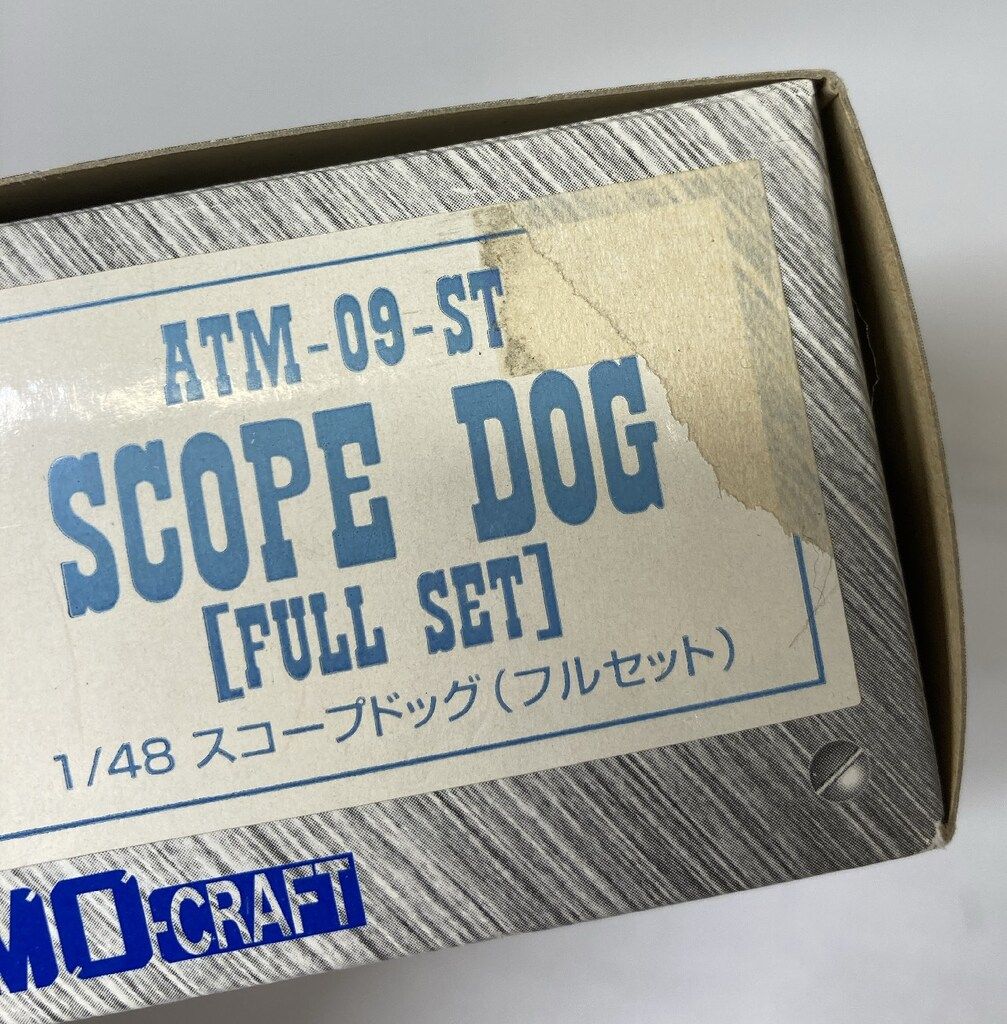 ATM-09-ST
SCOPE DOG
[FULL SET]
1/48 スコープドッグ(フルセット)
MO-CRAFT